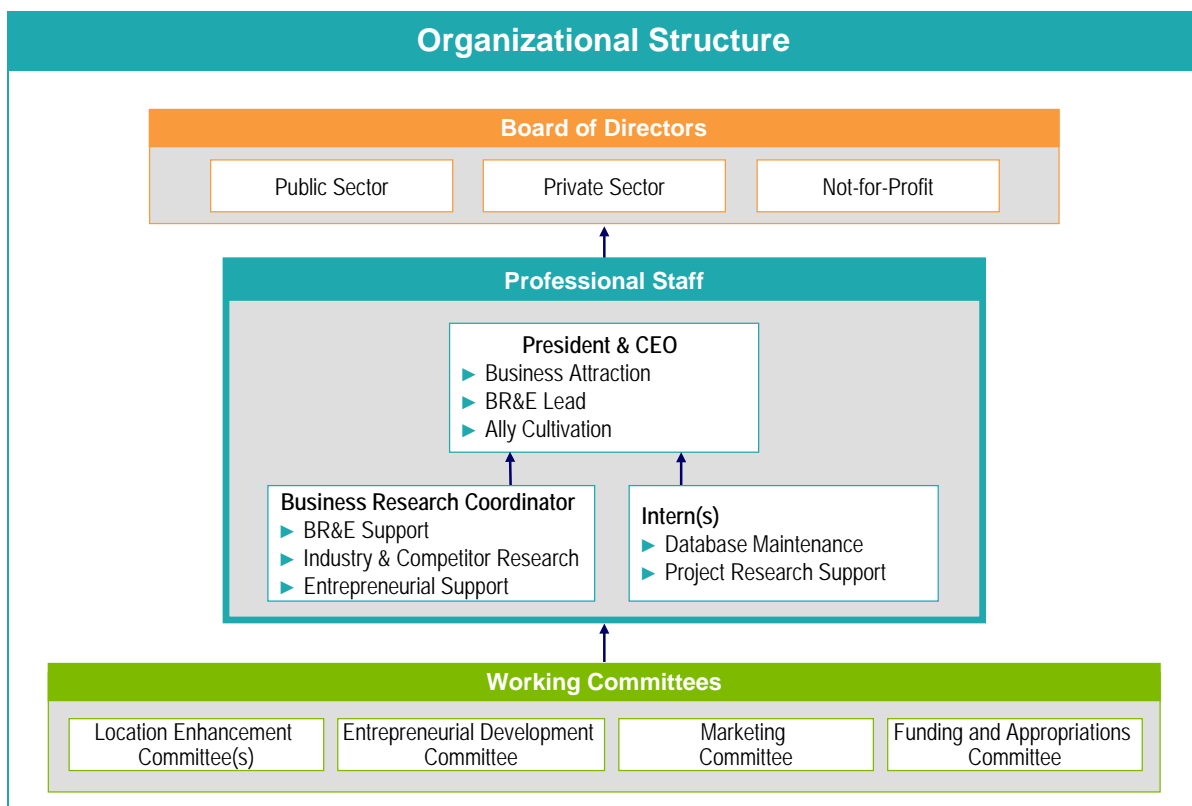 Organizational Structure
Board of Directors
Public Sector
Private Sector
Not-for-Profit
Professional Staff
President & CEO
► Business Attraction
► BR&E Lead
► Ally Cultivation
Business Research Coordinator
► BR&E Support
► Industry & Competitor Research
► Entrepreneurial Support
Intern(s)
► Database Maintenance
► Project Research Support
Working Committees
Location Enhancement
Committee(s)
Entrepreneurial Development
Committee
Marketing
Committee
Funding and Appropriations
Committee